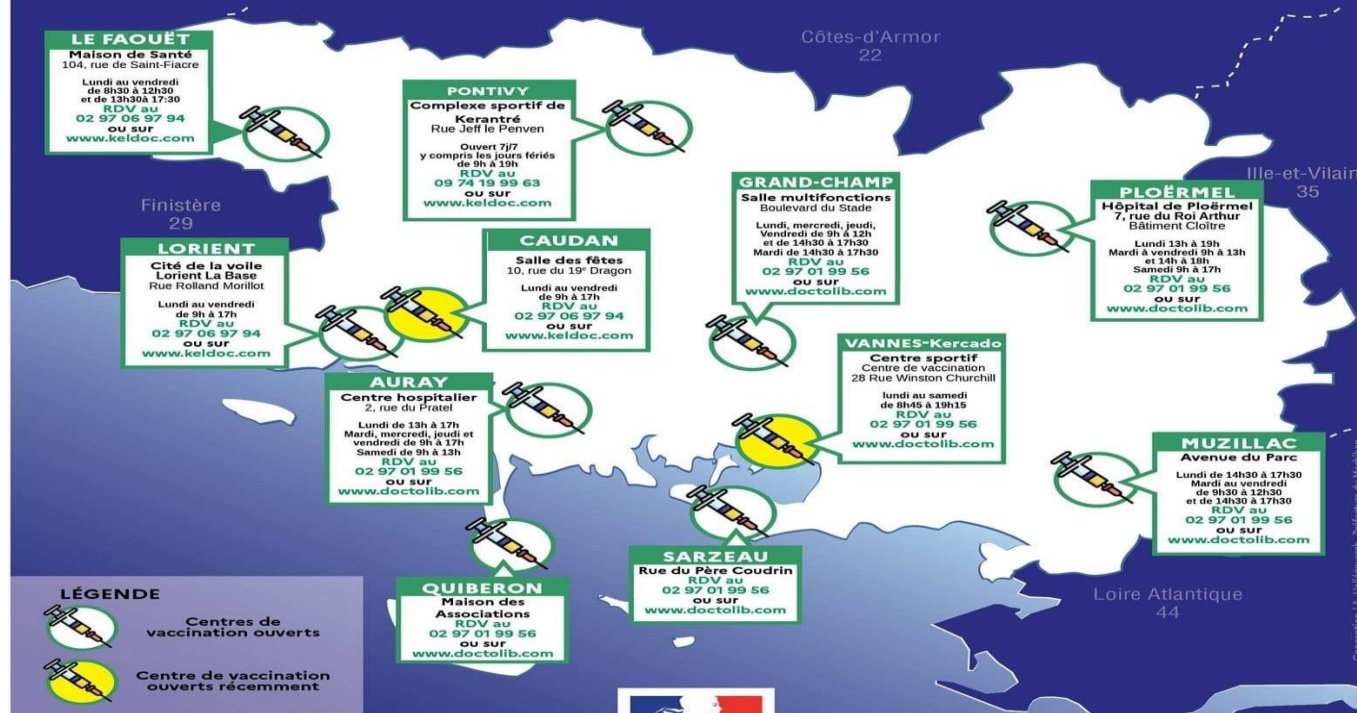 Côtes-d'Armor
22
LE FAOUËT
Maison de Santé
104, rue de Saint-Fiacre
Lundi au vendredi
de 8h30 à 12h30
et de 13h30à 17:30
RDV au
02 97 06 97 94
ou sur
www.keldoc.com
PONTIVY
Complexe sportif de
Kerantré
Rue Jeff le Penven
Ouvert 7j/7
y compris les jours fériés
de 9h à 19h
RDV au
09 74 19 99 63
ou sur
www.keldoc.com
Ille-et-Vilain
35
Finistère
29
GRAND-CHAMP
Salle multifonctions
Boulevard du Stade
Lundi, mercredi, jeudi,
Vendredi de 9h à 12h
et de 14h30 à 17h30
Mardi de 14h30 à 17h30
RDV au
02 97 01 99 56
ou sur
www.doctolib.com
PLOËRMEL
Hôpital de Ploërmel
7, rue du Roi Arthur
Bâtiment Cloître
Lundi 13h à 19h
Mardi à vendredi 9h à 13h
et 14h à 18h
Samedi 9h à 17h
RDV au
02 97 01 99 56
ou sur
www.doctolib.com
LORIENT
Cité de la voile
Lorient La Base
Rue Rolland Morillot
Lundi au vendredi
de 9h à 17h
RDV au
02 97 06 97 94
ou sur
www.keldoc.com
CAUDAN
Salle des fêtes
10, rue du 19e Dragon
Lundi au vendredi
de 9h à 17h
RDV au
02 97 06 97 94
ou sur
www.keldoc.com
VANNES-Kercado
Centre sportif
Centre de vaccination
28 Rue Winston Churchill
lundi au samedi
de 8h45 à 19h15
RDV au
02 97 01 99 56
ou sur
www.doctolib.com
AURAY
Centre hospitalier
2, rue du Pratel
Lundi de 13h à 17h
Mardi, mercredi, jeudi et
vendredi de 9h à 17h
Samedi de 9h à 13h
RDV au
02 97 01 99 56
ou sur
www.doctolib.com
MUZILLAC
Avenue du Parc
Lundi de 14h30 à 17h30
Mardi au vendredi
de 9h30 à 12h30
et de 14h30 à 17h30
RDV au
02 97 01 99 56
ou sur
www.doctolib.com
SARZEAU
Rue du Père Coudrin
RDV au
02 97 01 99 56
ou sur
www.doctolib.com
QUIBERON
Maison des
Associations
RDV au
02 97 01 99 56
ou sur
www.doctolib.com
Loire Atlantique
44
LÉGENDE
Centres de
vaccination ouverts
Centre de vaccination
ouverts récemment